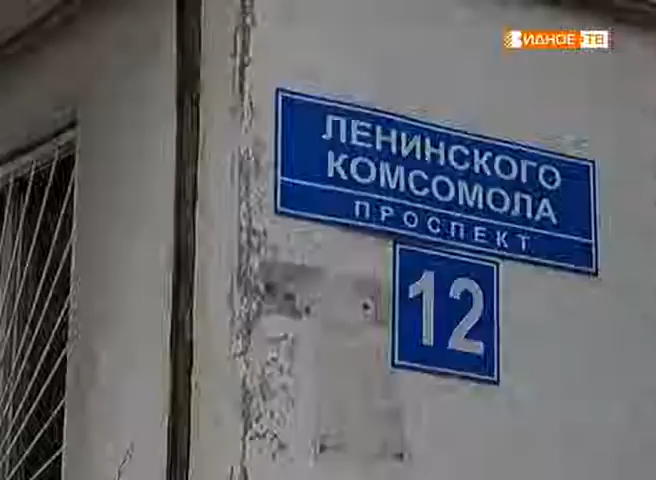 ВИДНОЕ-ТВ
ЛЕНИНСКОГО
КОМСОМОЛА
ПРОСПЕКТ
12